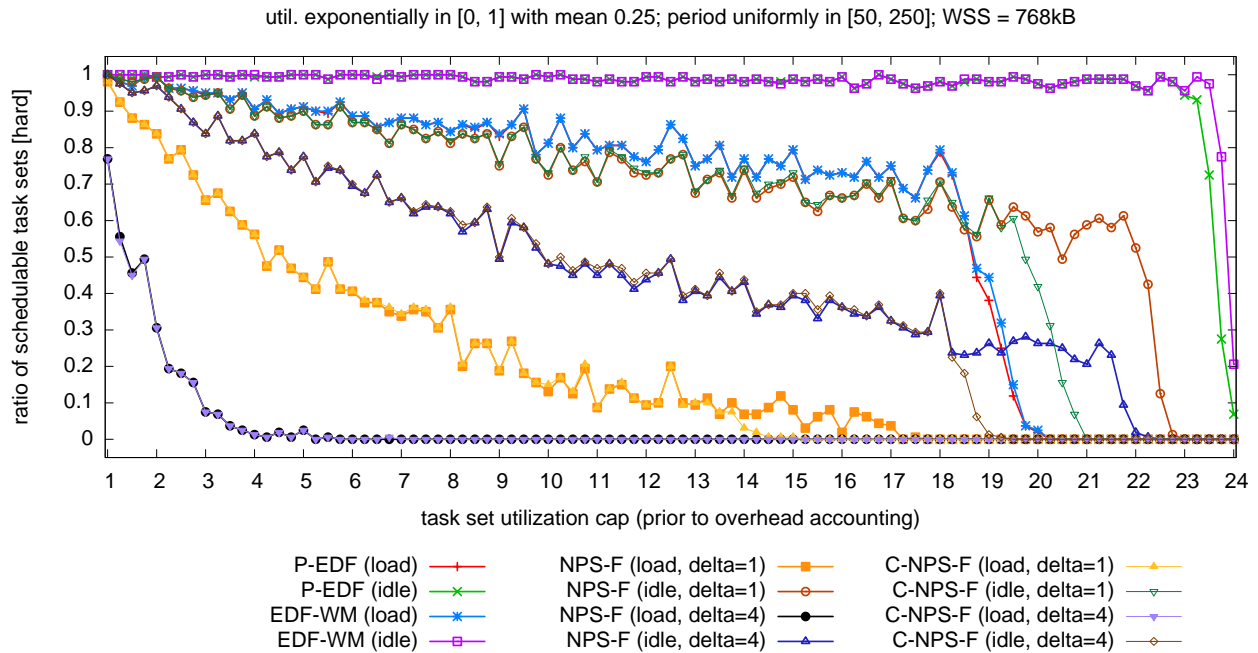 util. exponentially in [0, 1] with mean 0.25; period uniformly in [50, 250]; WSS = 768kB
ratio of schedulable task sets [hard]
1
0.9
0.8
0.7
0.6
0.5
0.4
0.3
0.2
0.1
0
1 2 3 4 5 6 7 8 9 10 11 12 13 14 15 16 17 18 19 20 21 22 23 24
task set utilization cap (prior to overhead accounting)
P-EDF (load) NPS-F (load, delta=1) C-NPS-F (load, delta=1)
P-EDF (idle) NPS-F (idle, delta=1) C-NPS-F (idle, delta=1)
EDF-WM (load) NPS-F (load, delta=4) C-NPS-F (load, delta=4)
EDF-WM (idle) NPS-F (idle, delta=4) C-NPS-F (idle, delta=4)